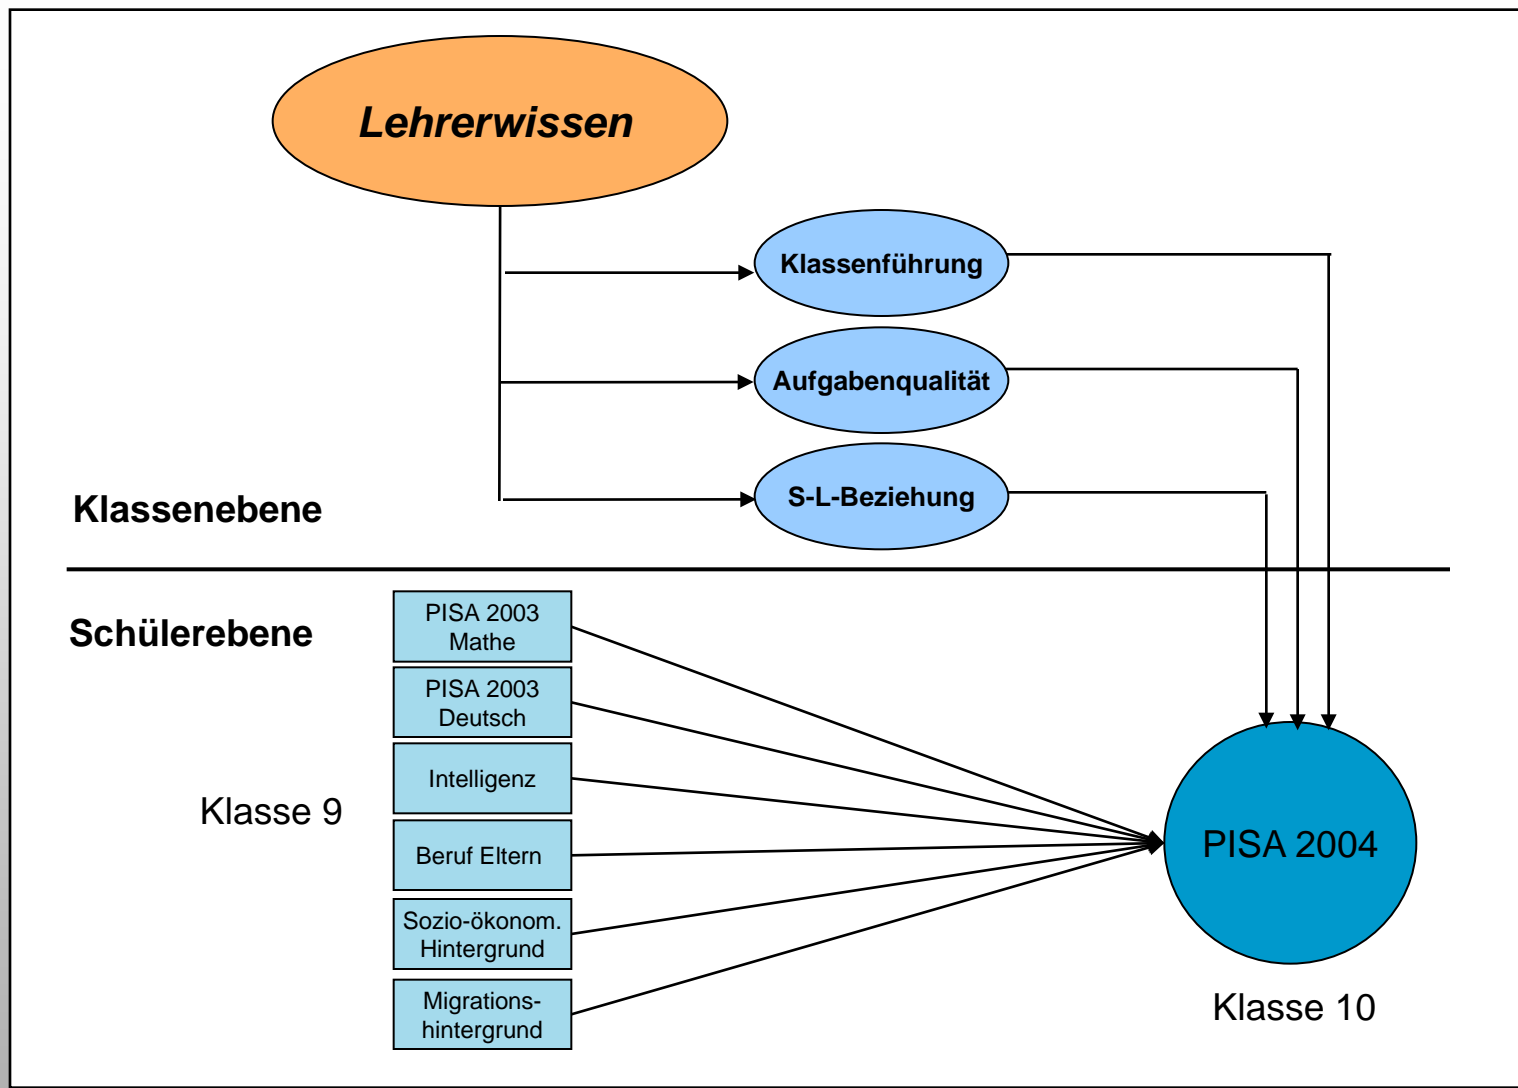 Lehrerwissen
Klassenführung
Aufgabenqualität
S-L-Beziehung
Klassenebene
Schülerebene
PISA 2003
Mathe
PISA 2003
Deutsch
Intelligenz
Klasse 9
Beruf Eltern
Sozio-ökonom.
Hintergrund
Migrations-
hintergrund
PISA 2004
Klasse 10